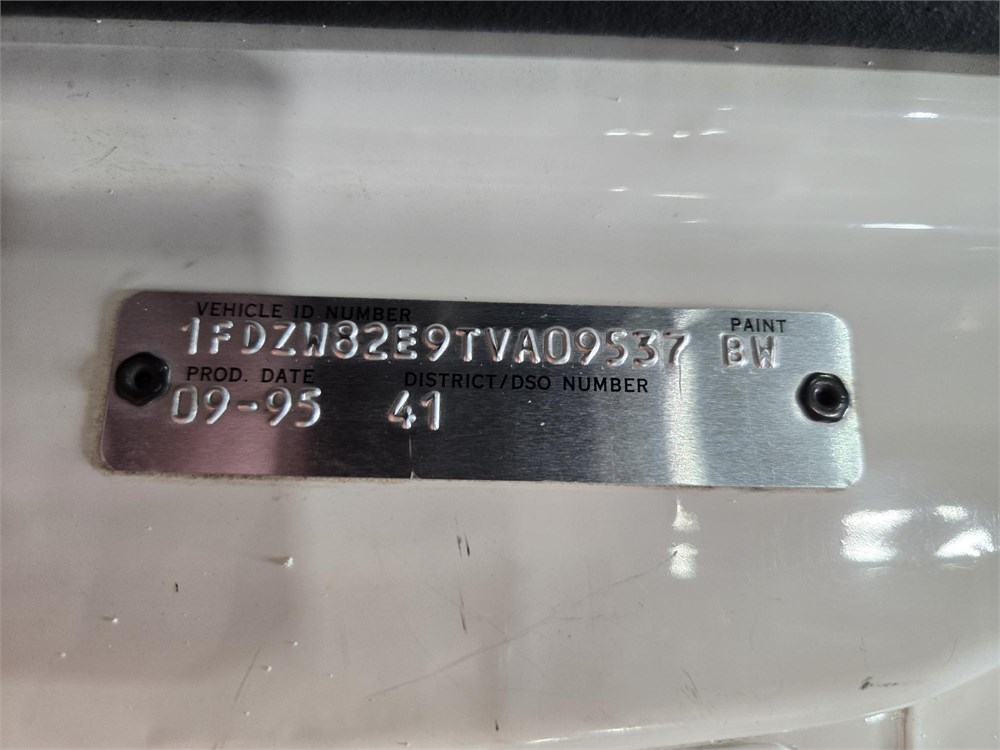 VEHICLE ID NUMBER PAINT
1FDZW82E9TVA09537 BW
PROD. DATE DISTRICT/DSO NUMBER
09-95 41